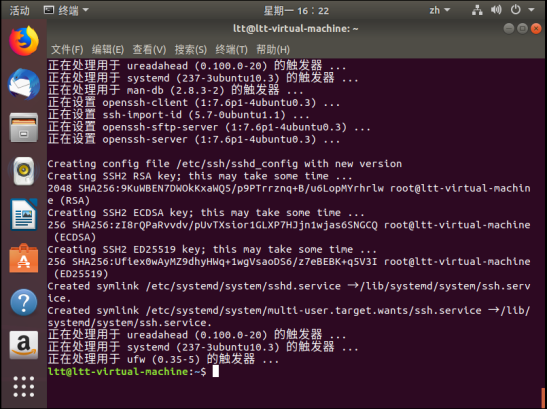 活动
终端
星期一 16：22
zh
ltt@ltt-virtual-machine: ~
文件(F) 编辑(E) 查看(V) 搜索(S) 终端(T) 帮助(H)
正在处理用于 ureadahead (0.100.0-20) 的触发器 ...
正在处理用于 systemd (237-3ubuntu10.3) 的触发器 ...
正在处理用于 man-db (2.8.3-2) 的触发器 ...
正在设置 openssh-client (1:7.6p1-4ubuntu0.3) ...
正在设置 ssh-import-id (5.7-0ubuntu1.1) ...
正在设置 openssh-sftp-server (1:7.6p1-4ubuntu0.3) ...
正在设置 openssh-server (1:7.6p1-4ubuntu0.3) ...
Creating config file /etc/ssh/sshd_config with new version
Creating SSH2 RSA key; this may take some time ...
2048 SHA256:9KuWBEN7DWOkKxaWQ5/p9PTrrznq+B/u6LopMYrhrlw root@ltt-virtual-machin
e (RSA)
Creating SSH2 ECDSA key; this may take some time ...
256 SHA256:zI8rQPaRvvdv/pUvTXsior1GLXP7HJjn1wjas6SNGCQ root@ltt-virtual-machine
(ECDSA)
Creating SSH2 ED25519 key; this may take some time ...
256 SHA256:Ufiex0wAyMZ9dhyHWq+1wgVsaoDS6/z7eBEBK+q5V3I root@ltt-virtual-machine
(ED25519)
Created symlink /etc/systemd/system/sshd.service →/lib/systemd/system/ssh.servi
ce.
Created symlink /etc/systemd/system/multi-user.target.wants/ssh.service →/lib/
systemd/system/ssh.service.
正在处理用于 ureadahead (0.100.0-20) 的触发器 ...
正在处理用于 systemd (237-3ubuntu10.3) 的触发器 ...
正在处理用于 ufw (0.35-5) 的触发器 ...
ltt@ltt-virtual-machine:~$